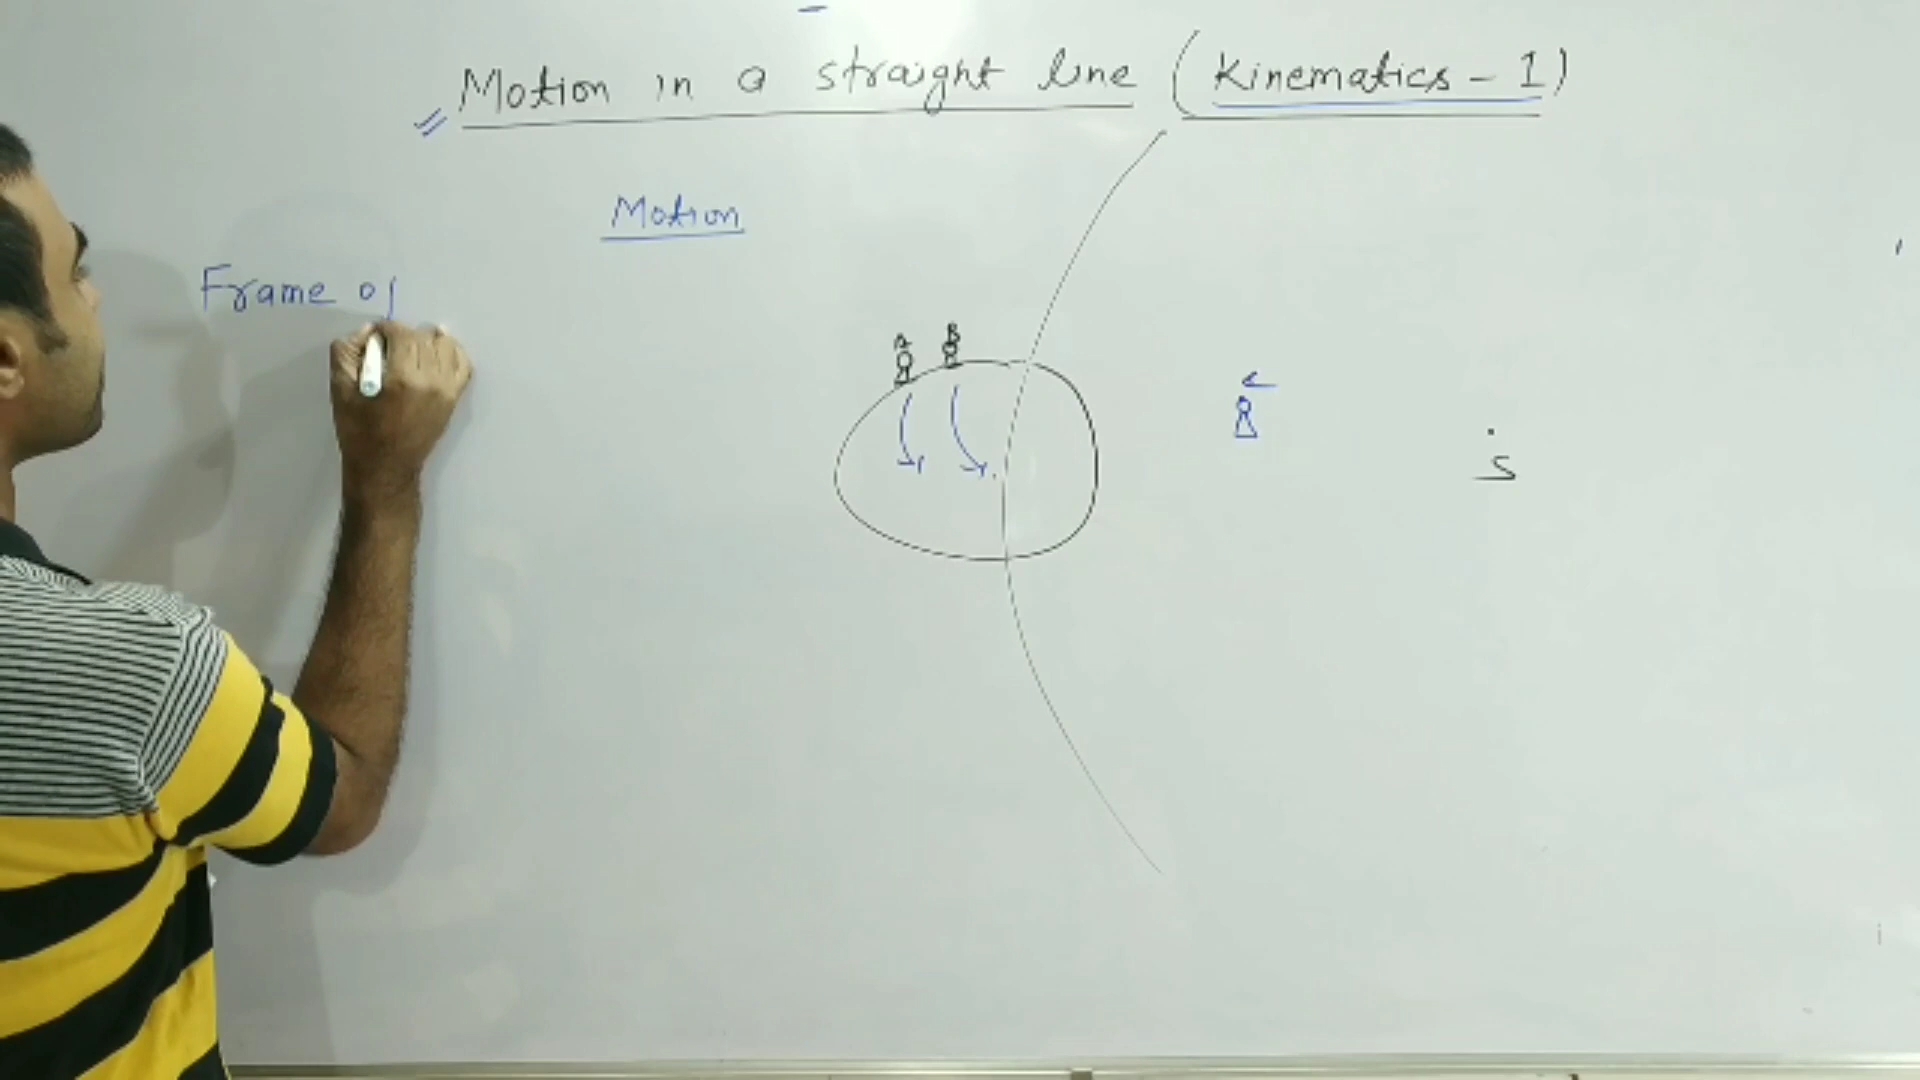 Motion in a straight line (Kinematics - 1)
Motion
Frame of
A B
C
S